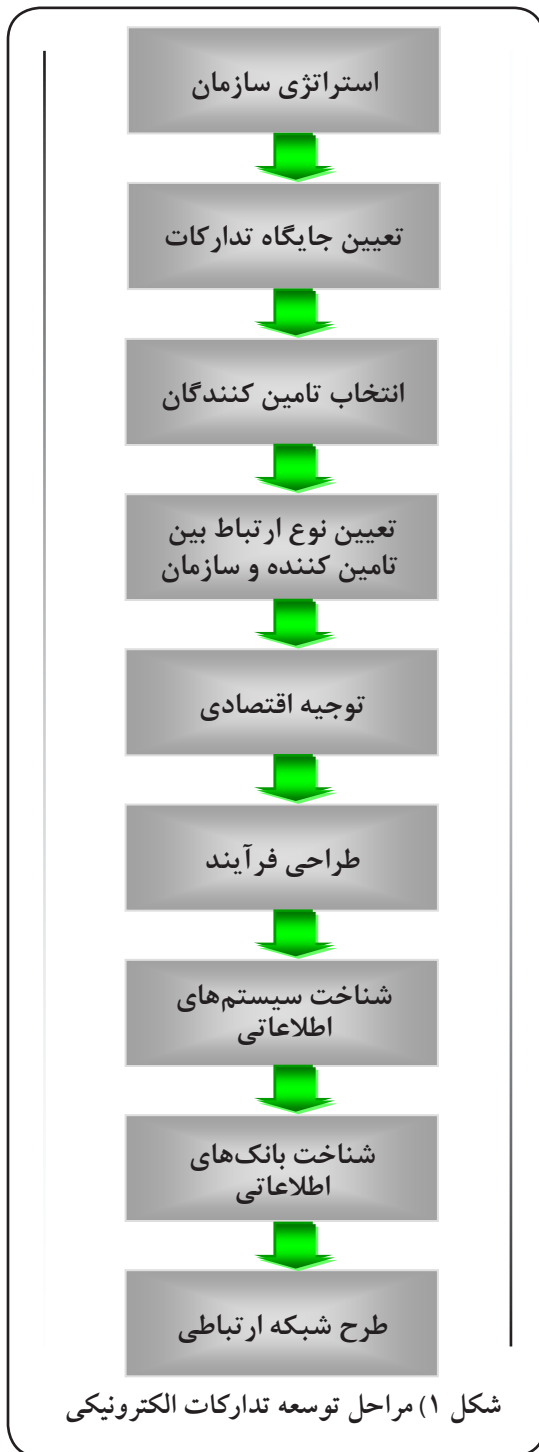 استراتژی سازمان
تعیین جایگاه تدارکات
انتخاب تامین کنندگان
تعیین نوع ارتباط بین
تامین کننده و سازمان
توجیه اقتصادی
طراحی فرآیند
شناخت سیستم‌های
اطلاعاتی
شناخت بانک‌های
اطلاعاتی
طرح شبکه ارتباطی
شکل ۱) مراحل توسعه تدارکات الکترونیکی